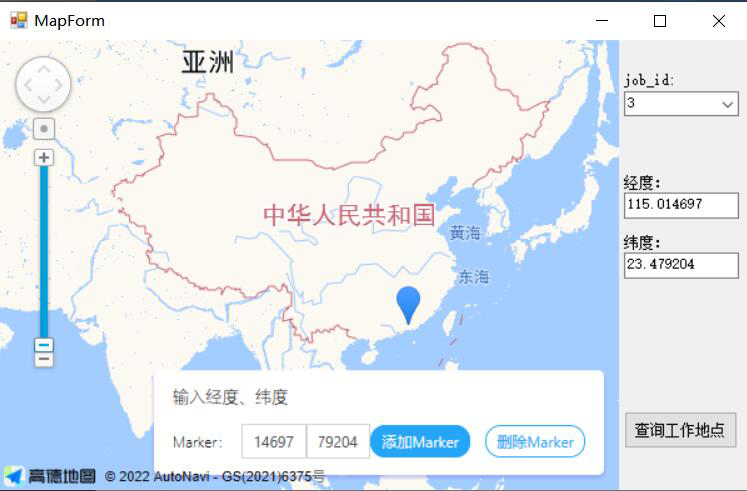 MapForm
亚洲
中华人民共和国
黄海
东海
job_id:
3
经度：
115.014697
纬度：
23.479204
输入经度、纬度
Marker:
14697
79204
添加Marker
删除Marker
查询工作地点
高德地图 © 2022 AutoNavi - GS(2021)6375号